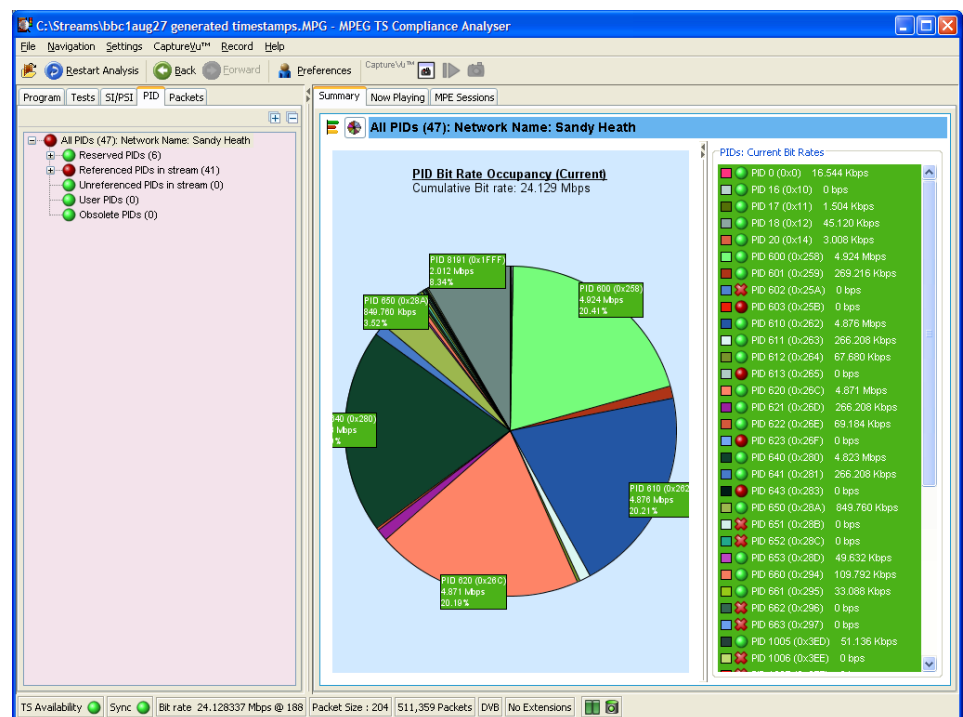 C:\Streams\bbc1aug27 generated timestamps.MPG - MPEG TS Compliance Analyser
File Navigation Settings CaptureVu™ Record Help
Restart Analysis Back Forward Preferences CaptureVu™
Program Tests SI/PSI PID Packets
Summary Now Playing MPE Sessions
All PIDs (47): Network Name: Sandy Heath
Reserved PIDs (6)
Referenced PIDs in stream (41)
Unreferenced PIDs in stream (0)
User PIDs (0)
Obsolete PIDs (0)
All PIDs (47): Network Name: Sandy Heath
PID Bit Rate Occupancy (Current)
Cumulative Bit rate: 24.129 Mbps
PID 8191 (0x1FFF)
2.012 Mbps
8.34%
PID 600 (0x258)
4.924 Mbps
20.41%
PID 650 (0x28A)
849.760 Kbps
3.52%
640 (0x280)
Mbps
%
PID 610 (0x262
4.876 Mbps
20.21%
PID 620 (0x26C)
4.871 Mbps
20.19%
PIDs: Current Bit Rates
PID 0 (0x0) 16.544 Kbps
PID 16 (0x10) 0 bps
PID 17 (0x11) 1.504 Kbps
PID 18 (0x12) 45.120 Kbps
PID 20 (0x14) 3.008 Kbps
PID 600 (0x258) 4.924 Mbps
PID 601 (0x259) 269.216 Kbps
PID 602 (0x25A) 0 bps
PID 603 (0x25B) 0 bps
PID 610 (0x262) 4.876 Mbps
PID 611 (0x263) 266.208 Kbps
PID 612 (0x264) 67.680 Kbps
PID 613 (0x265) 0 bps
PID 620 (0x26C) 4.871 Mbps
PID 621 (0x26D) 266.208 Kbps
PID 622 (0x26E) 69.184 Kbps
PID 623 (0x26F) 0 bps
PID 640 (0x280) 4.823 Mbps
PID 641 (0x281) 266.208 Kbps
PID 643 (0x283) 0 bps
PID 650 (0x28A) 849.760 Kbps
PID 651 (0x28B) 0 bps
PID 652 (0x28C) 0 bps
PID 653 (0x28D) 49.632 Kbps
PID 660 (0x294) 109.792 Kbps
PID 661 (0x295) 33.088 Kbps
PID 662 (0x296) 0 bps
PID 663 (0x297) 0 bps
PID 1005 (0x3ED) 51.136 Kbps
PID 1006 (0x3EE) 0 bps
TS Availability Sync Bit rate 24.128337 Mbps @ 188 Packet Size : 204 511,359 Packets DVB No Extensions